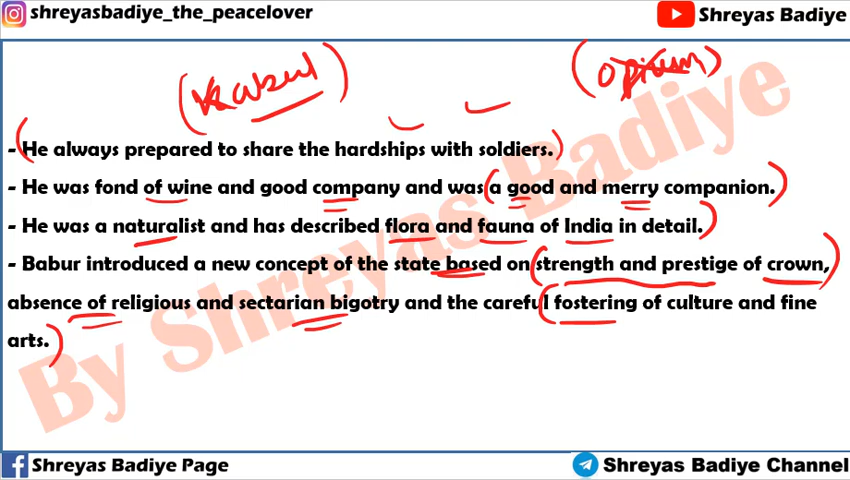 shreyasbadiye_the_peacelover
Shreyas Badiye
(Kabul)
(Opium)
- He always prepared to share the hardships with soldiers.
- He was fond of wine and good company and was a good and merry companion.
- He was a naturalist and has described flora and fauna of India in detail.
- Babur introduced a new concept of the state based on strength and prestige of crown,
absence of religious and sectarian bigotry and the careful fostering of culture and fine
arts.
By Shreyas Badiye
Shreyas Badiye Page
Shreyas Badiye Channel